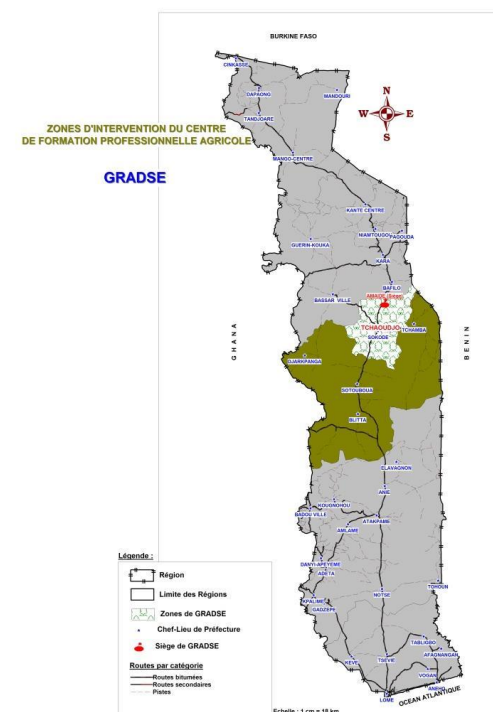 BURKINE FASO
CINKASSE
DAPAONG
MANDOURI
TANDJOARE
N
W E
S
ZONES D'INTERVENTION DU CENTRE
DE FORMATION PROFESSIONNELLE AGRICOLE
MANGO-CENTRE
GRADSE
KANTE CENTRE
NIAMTOUGOU
PAGOUDA
GUERIN-KOUKA
KARA
BAFILO
BASSAR VILLE
TCHAOUDJO
TCHAMBA
SOKODE
GHANA
BENIN
DJARKPANGA
SOTOUBOUA
BLITTA
ELAVAGNON
ANIE
KOUGNOHOU
BADOU VILLE
ATAKPAME
AMLAME
Légende :
DANYI-APEYEME
ADETA
Région
TOHOUN
Limite des Régions
KPALIME
NOTSE
GADZEPE
Zones de GRADSE
Chef-Lieu de Préfecture
Siège de GRADSE
TABLIGBO
AFAGNANGAN
Routes par catégorie
KEVE
TSEVIE
Routes bitumées
VOGAN
Routes secondaires
ANEHO
Pistes
LOME
OCEAN ATLANTIQUE
Echelle : 1 cm = 18 km